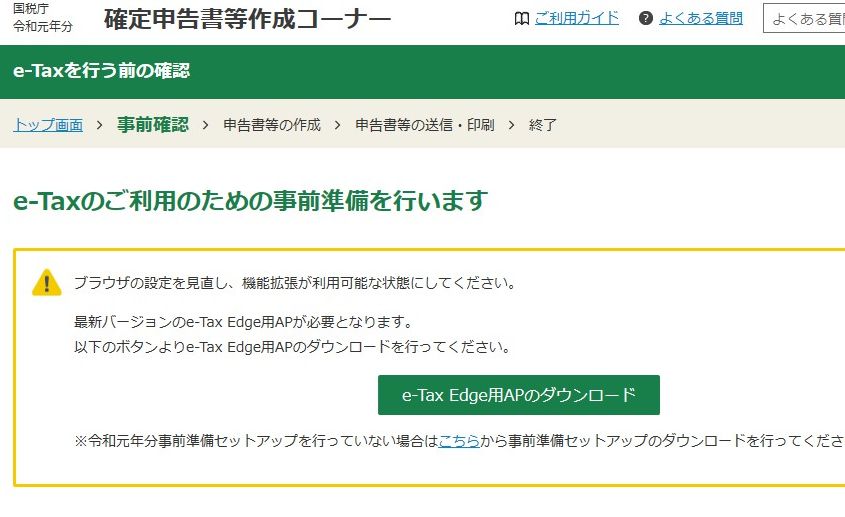 国税庁
令和元年分
確定申告書等作成コーナー
ご利用ガイド
? よくある質問
よくある質
e-Taxを行う前の確認
トップ画面 > 事前確認 > 申告書等の作成 > 申告書等の送信・印刷 > 終了
e-Taxのご利用のための事前準備を行います
ブラウザの設定を見直し、機能拡張が利用可能な状態にしてください。
最新バージョンのe-Tax Edge用APが必要となります。
以下のボタンよりe-Tax Edge用APのダウンロードを行ってください。
e-Tax Edge用APのダウンロード
※令和元年分事前準備セットアップを行っていない場合はこちらから事前準備セットアップのダウンロードを行ってくださ